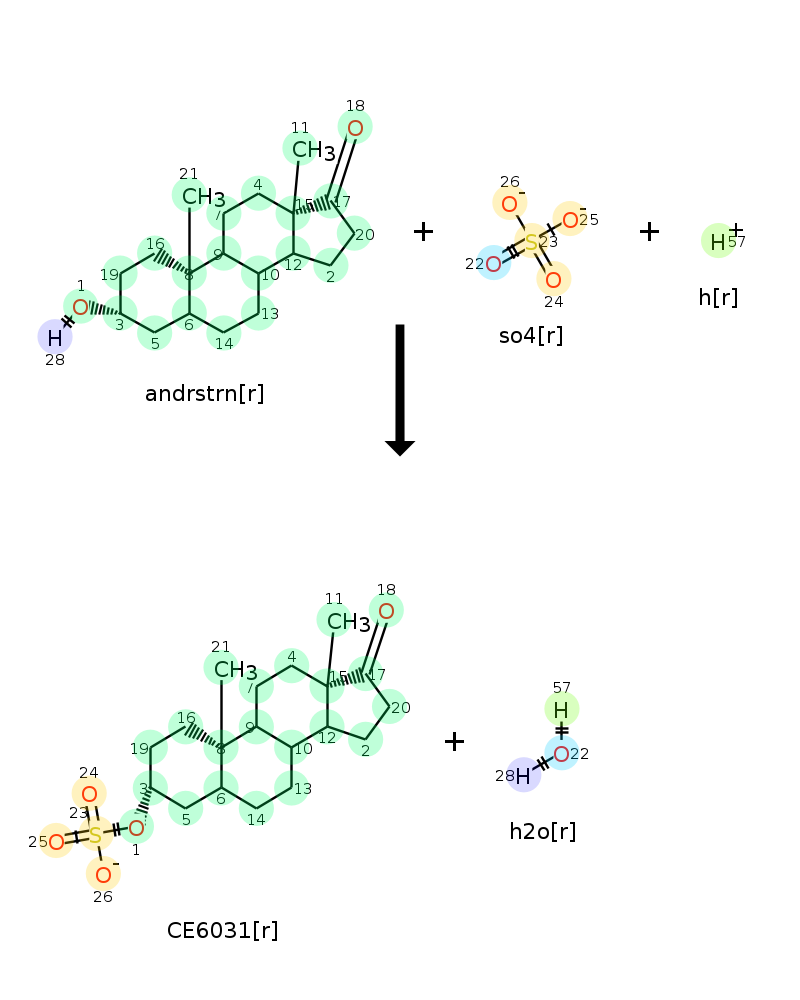 18
11
CH3
O
21
CH3
4
7
15
17
16
9
20
19
8
10
12
2
1
O
3
6
13
H
28
5
14
andrstrn[r]
+
26
O-
O-
25
S
23
22
O
O
24
so4[r]
+
H+
57
h[r]
18
11
CH3
O
21
CH3
4
7
15
17
16
9
20
19
8
10
12
2
24
O
3
6
13
23
5
14
25
O
S
O
1
O-
26
CE6031[r]
+
57
H
O
22
28
H
h2o[r]